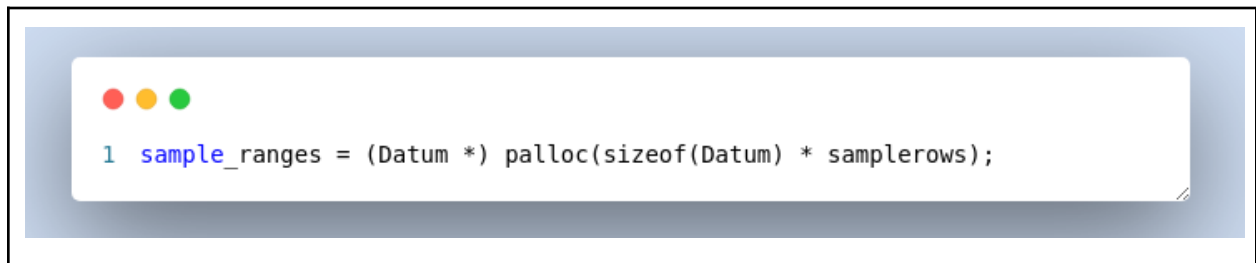 1 sample_ranges = (Datum *) palloc(sizeof(Datum) * samplerows);